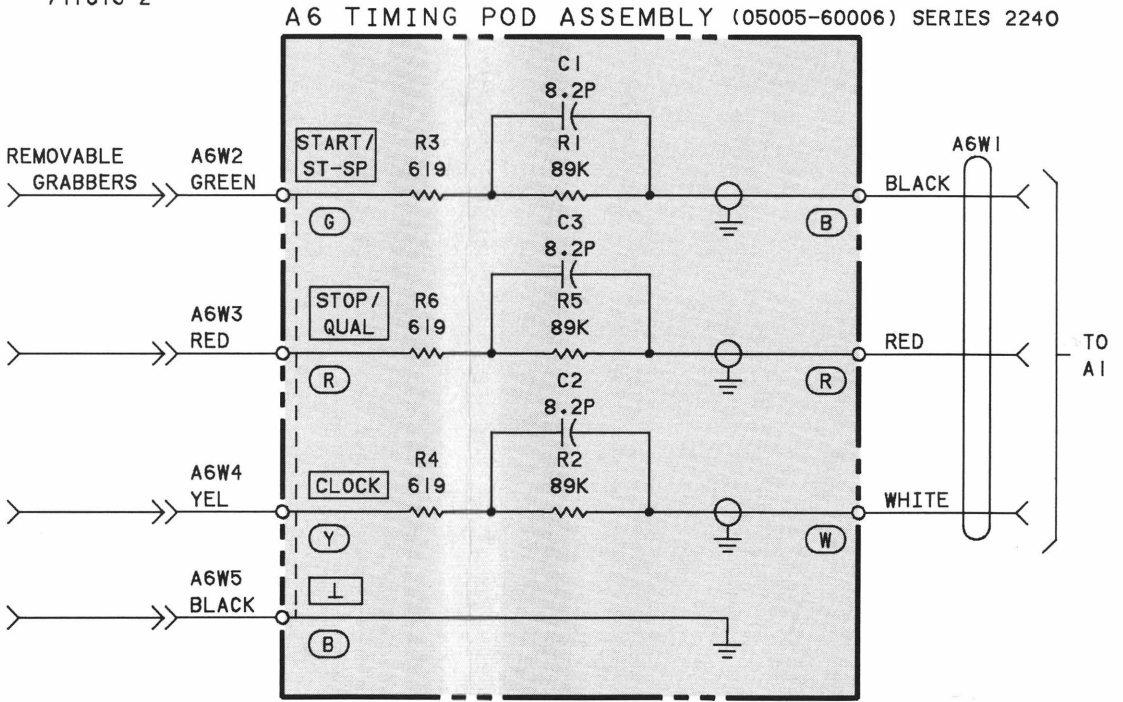 A6 TIMING POD ASSEMBLY (05005-60006) SERIES 2240
C1
8.2P
START/
ST-SP
R3
619
R1
89K
REMOVABLE
GRABBERS
A6W2
GREEN
A6W1
BLACK
G
B
C3
8.2P
STOP/
QUAL
R6
619
R5
89K
A6W3
RED
RED
TO
A1
R
R
C2
8.2P
CLOCK
R4
619
R2
89K
A6W4
YEL
WHITE
Y
W
A6W5
BLACK
⊥
B